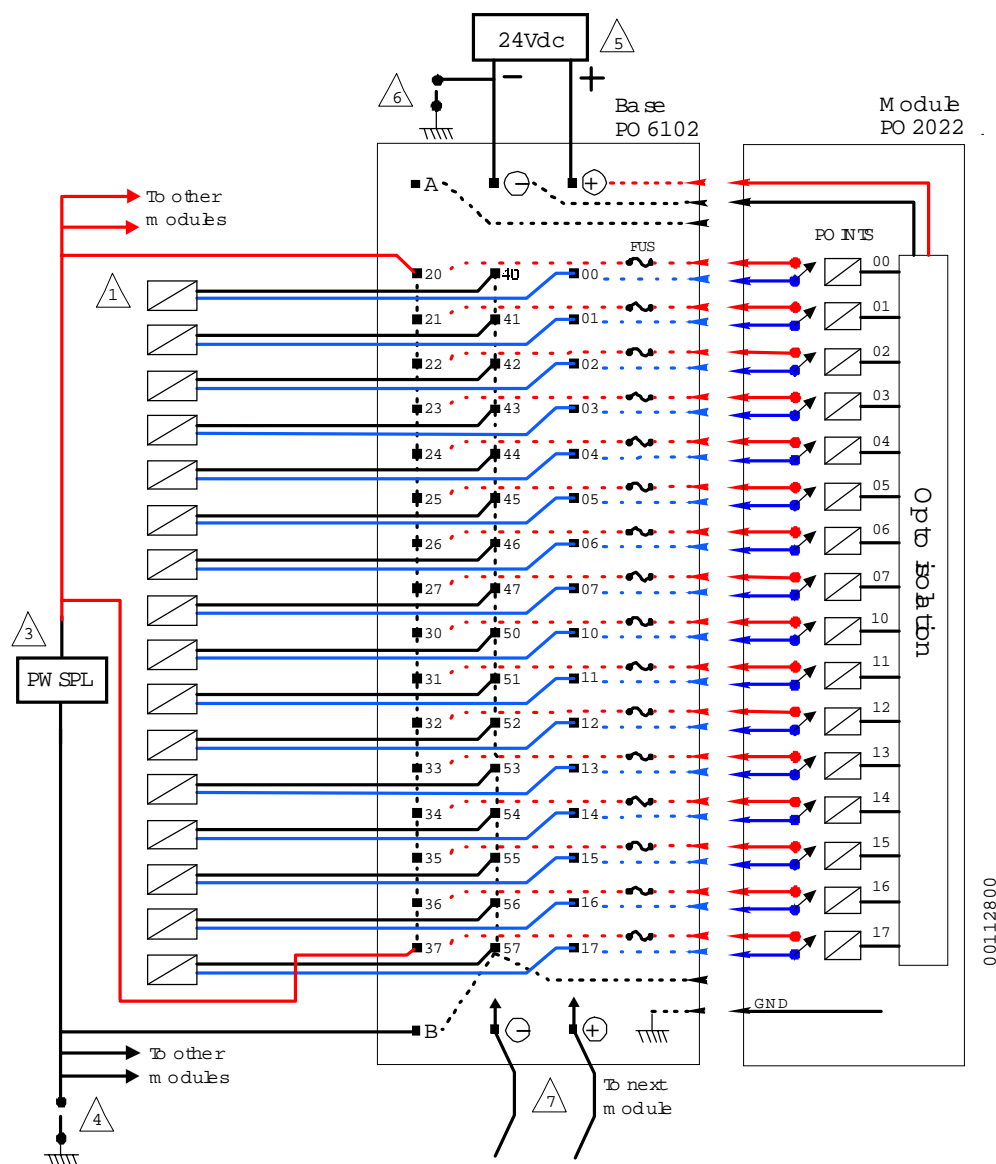 24Vdc
5
6
− +
Base
PO 6102
Module
PO 2022
To other
modules
A − +
FUS
POINTS
1
20 40 00 00
21 41 01 01
22 42 02 02
23 43 03 03
24 44 04 04
25 45 05 05
26 46 06 06
27 47 07 07
30 50 10 10
31 51 11 11
32 52 12 12
33 53 13 13
34 54 14 14
35 55 15 15
36 56 16 16
37 57 17 17
Opto isolation
3
PW SPL
GND
B − +
To other
modules
4
7
To next
module
00112800